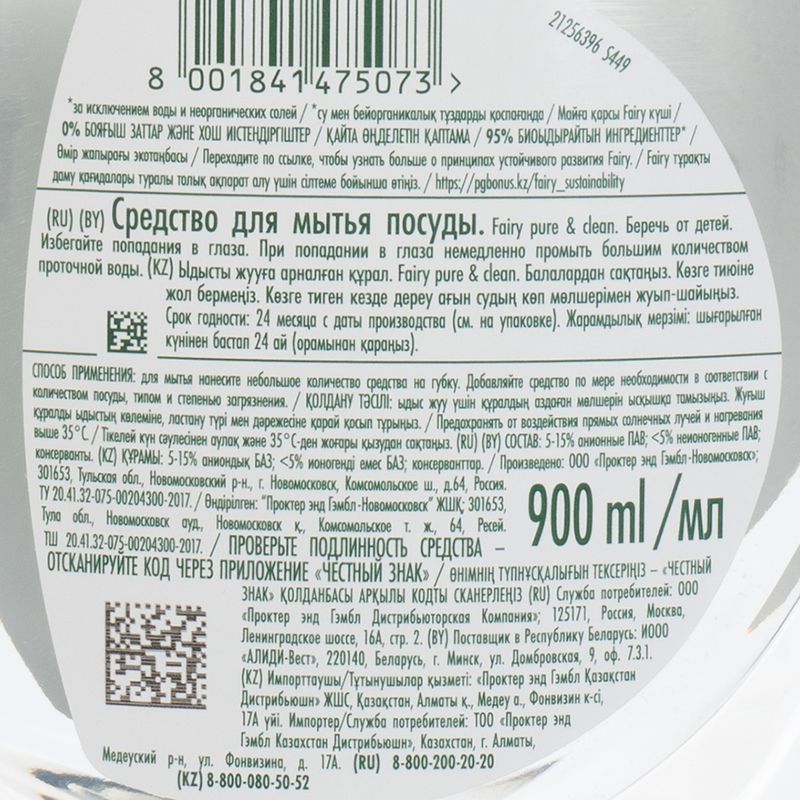 21256396 S449
8 001841 475073 >
*за исключением воды и неорганических солей / *су мен бейорганикалық тұздарды қоспағанда / Майға қарсы Fairy күші /
0% БОЯҒЫШ ЗАТТАР ЖӘНЕ ХОШ ИІСТЕНДІРГІШТЕР / ҚАЙТА ӨҢДЕЛЕТІН ҚАПТАМА / 95% БИОЫДЫРАЙТЫН ИНГРЕДИЕНТТЕР* /
Өмір жапырағы экотаңбасы / Переходите по ссылке, чтобы узнать больше о принципах устойчивого развития Fairy. / Fairy тұрақты
даму қағидалары туралы толық ақпарат алу үшін сілтеме бойынша өтіңіз. / https://pgbonus.kz/fairy_sustainability
(RU) (BY) Средство для мытья посуды. Fairy pure & clean. Беречь от детей.
Избегайте попадания в глаза. При попадании в глаза немедленно промыть большим количеством
проточной воды. (KZ) Ыдысты жууға арналған құрал. Fairy pure & clean. Балалардан сақтаңыз. Көзге тиюіне
жол бермеңіз. Көзге тиген кезде дереу ағын судың көп мөлшерімен жуып-шайыңыз.
Срок годности: 24 месяца с даты производства (см. на упаковке). Жарамдылық мерзімі: шығарылған
күнінен бастап 24 ай (орамынан қараңыз).
СПОСОБ ПРИМЕНЕНИЯ: для мытья нанесите небольшое количество средства на губку. Добавляйте средство по мере необходимости в соответствии с
количеством посуды, типом и степенью загрязнения. / ҚОЛДАНУ ТӘСІЛІ: ыдыс жуу үшін құралдың аздаған мөлшерін ысқышқа тамызыңыз. Жуғыш
құралды ыдыстың көлеміне, ластану түрі мен дәрежесіне қарай қосып тұрыңыз. / Предохранять от воздействия прямых солнечных лучей и нагревания
выше 35°С. / Тікелей күн сәулесінен аулақ және 35°С-ден жоғары қызудан сақтаңыз. (RU) (BY) СОСТАВ: 5-15% анионные ПАВ; <5% неионогенные ПАВ;
консерванты. (KZ) ҚҰРАМЫ: 5-15% аниондық БАЗ; <5% ионогенді емес БАЗ; консерванттар. / Произведено: ООО «Проктер энд Гэмбл-Новомосковск»;
301653, Тульская обл., Новомосковский р-н., г. Новомосковск, Комсомольское ш., д.64, Россия.
ТУ 20.41.32-075-00204300-2017. / Өндірілген: "Проктер энд Гэмбл-Новомосковск" ЖШҚ; 301653,
Тула обл., Новомосковск ауд., Новомосковск қ., Комсомольское т. ж., 64, Ресей.
ТШ 20.41.32-075-00204300-2017. / ПРОВЕРЬТЕ ПОДЛИННОСТЬ СРЕДСТВА –
900 ml / мл
ОТСКАНИРУЙТЕ КОД ЧЕРЕЗ ПРИЛОЖЕНИЕ «ЧЕСТНЫЙ ЗНАК» / ӨНІМНІҢ ТҮПНҰСҚАЛЫҒЫН ТЕКСЕРІҢІЗ – «ЧЕСТНЫЙ
ЗНАК» ҚОЛДАНБАСЫ АРҚЫЛЫ КОДТЫ СКАНЕРЛЕҢІЗ (RU) Служба потребителей: ООО
«Проктер энд Гэмбл Дистрибьюторская Компания»; 125171, Россия, Москва,
Ленинградское шоссе, 16А, стр. 2. (BY) Поставщик в Республику Беларусь: ИООО
«АЛИДИ-Вест», 220140, Беларусь, г. Минск, ул. Домбровская, 9, оф. 7.3.1.
(KZ) Импорттаушы/Тұтынушылар қызметі: «Проктер энд Гэмбл Қазақстан
Дистрибьюшн» ЖШС, Қазақстан, Алматы қ., Медеу а., Фонвизин к-сі,
17А үйі. Импортер/Служба потребителей: ТОО «Проктер энд
Гэмбл Казахстан Дистрибьюшн», Казахстан, г. Алматы,
Медеуский р-н, ул. Фонвизина, д. 17А. (RU) 8-800-200-20-20
(KZ) 8-800-080-50-52